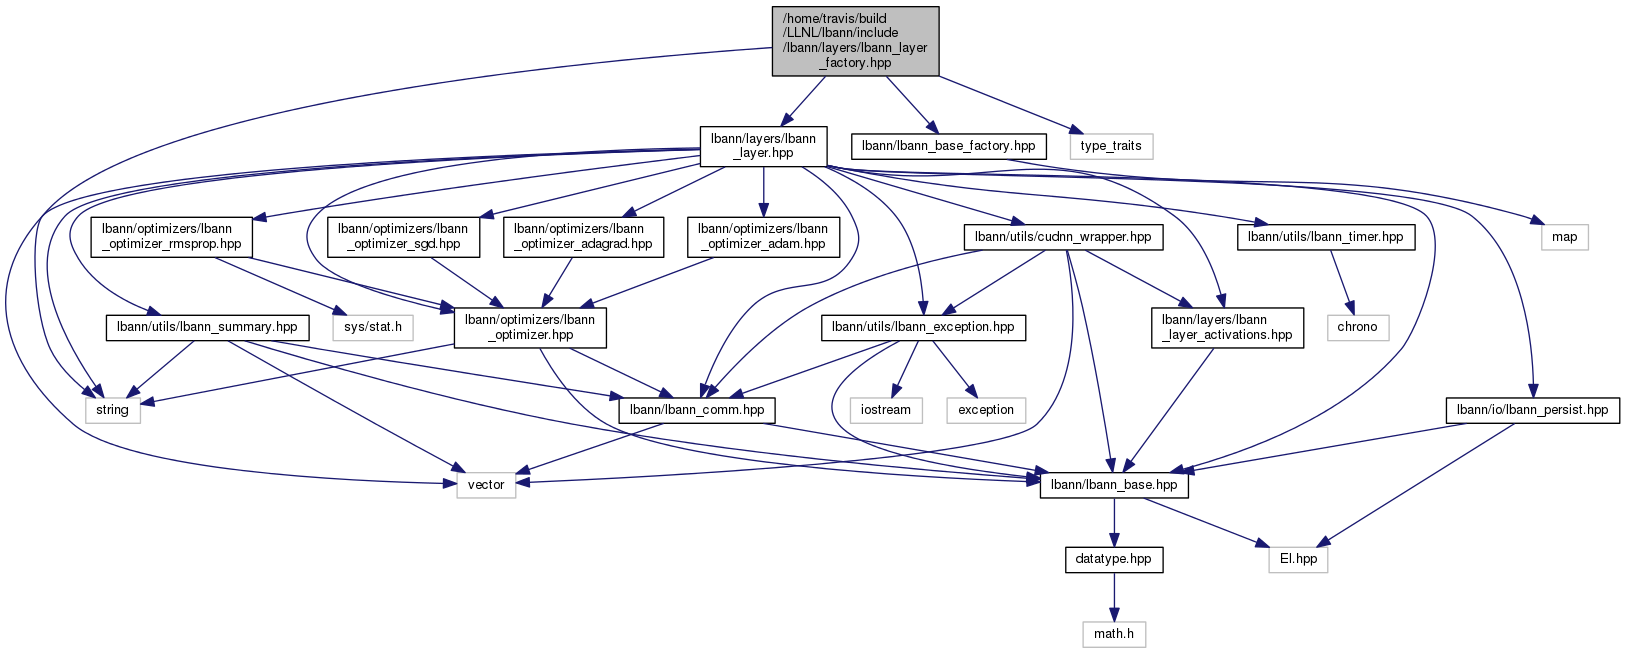 /home/travis/build
/LLNL/lbann/include
/lbann/layers/lbann_layer
_factory.hpp
lbann/layers/lbann
_layer.hpp
lbann/lbann_base_factory.hpp
type_traits
lbann/optimizers/lbann
_optimizer_rmsprop.hpp
lbann/optimizers/lbann
_optimizer_sgd.hpp
lbann/optimizers/lbann
_optimizer_adagrad.hpp
lbann/optimizers/lbann
_optimizer_adam.hpp
lbann/utils/cudnn_wrapper.hpp
lbann/utils/lbann_timer.hpp
map
lbann/utils/lbann_summary.hpp
sys/stat.h
lbann/optimizers/lbann
_optimizer.hpp
lbann/utils/lbann_exception.hpp
lbann/layers/lbann
_layer_activations.hpp
chrono
string
lbann/lbann_comm.hpp
iostream
exception
lbann/io/lbann_persist.hpp
vector
lbann/lbann_base.hpp
datatype.hpp
El.hpp
math.h